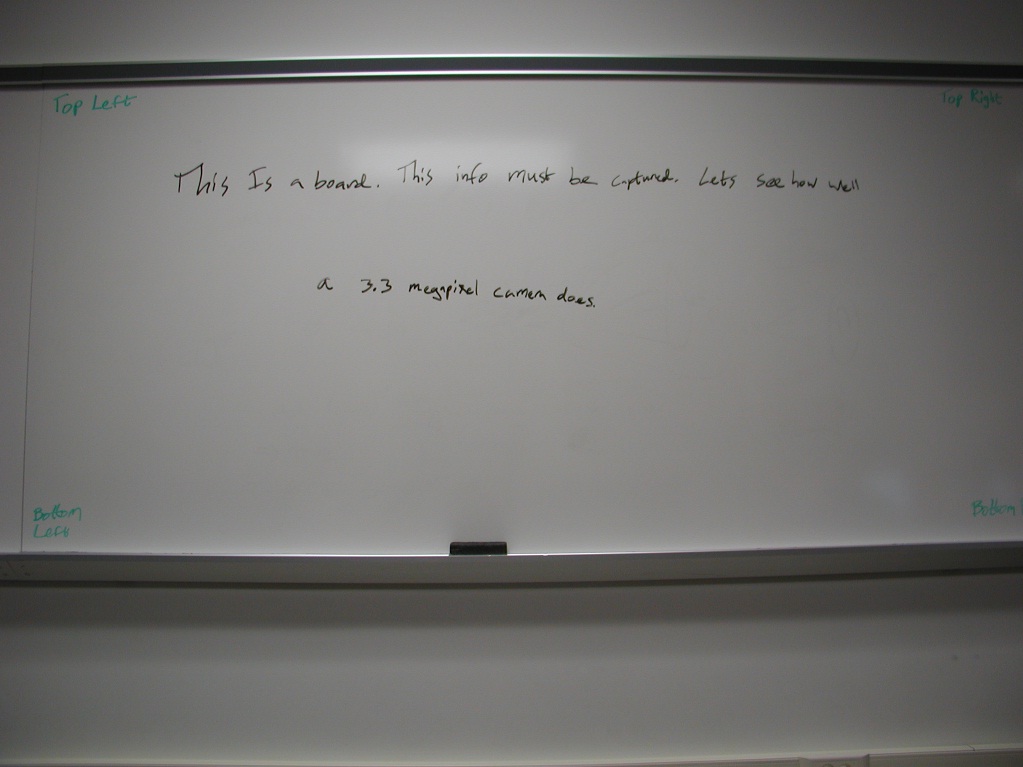 Top Left
Top Right
This Is a board. This info must be captured. Lets see how well
a 3.3 megapixel camera does.
Bottom
Left
Bottom